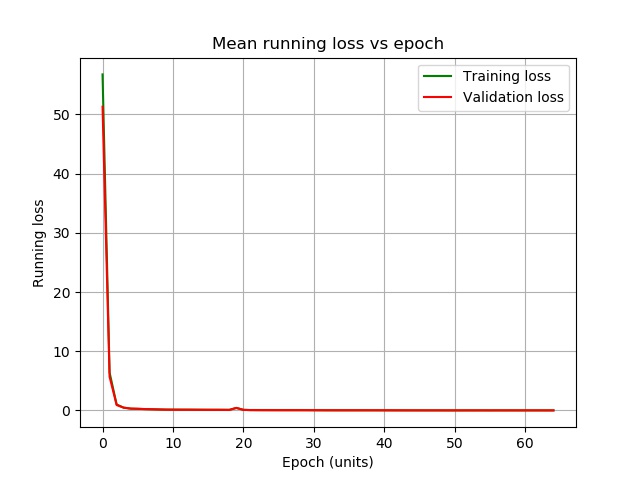 Mean running loss vs epoch
Training loss
Validation loss
50
40
30
20
10
0
Running loss
0 10 20 30 40 50 60
Epoch (units)